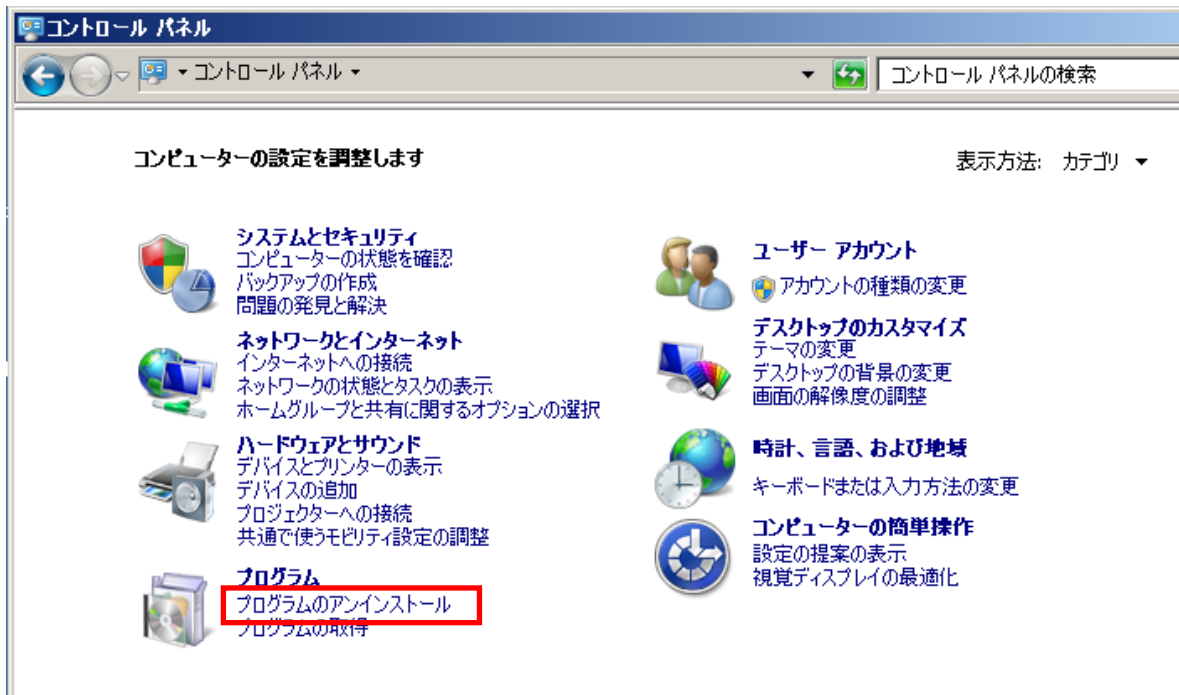 コントロール パネル
コントロール パネル
コントロール パネルの検索
コンピューターの設定を調整します
表示方法: カテゴリ
システムとセキュリティ
コンピューターの状態を確認
バックアップの作成
問題の発見と解決
ネットワークとインターネット
インターネットへの接続
ネットワークの状態とタスクの表示
ホームグループと共有に関するオプションの選択
ハードウェアとサウンド
デバイスとプリンターの表示
デバイスの追加
プロジェクターへの接続
共通で使うモビリティ設定の調整
プログラム
プログラムのアンインストール
プログラムの取得
ユーザー アカウント
アカウントの種類の変更
デスクトップのカスタマイズ
テーマの変更
デスクトップの背景の変更
画面の解像度の調整
時計、言語、および地域
キーボードまたは入力方法の変更
コンピューターの簡単操作
設定の提案の表示
視覚ディスプレイの最適化